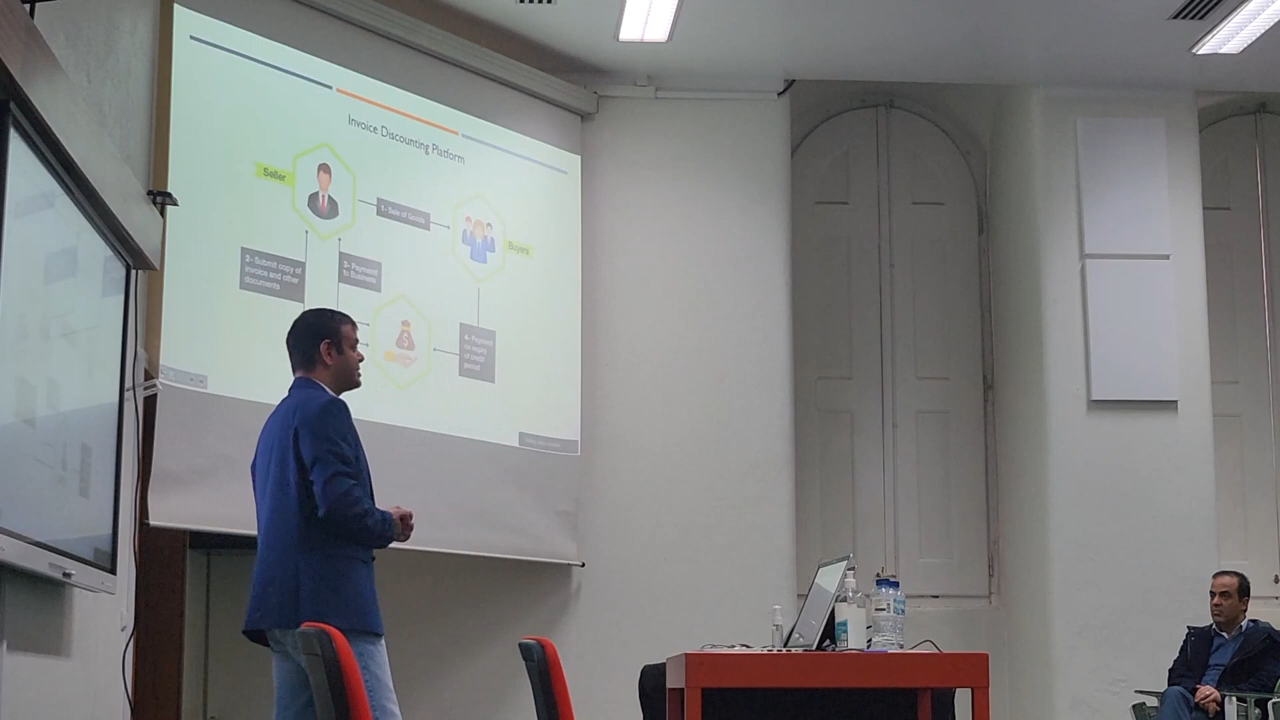 Invoice Discounting Platform
Seller
1- Sale of Goods
Buyers
2- Submit copy of
invoice and other
documents
3- Payment
to Business
4- Payment
on expiry
of credit
period